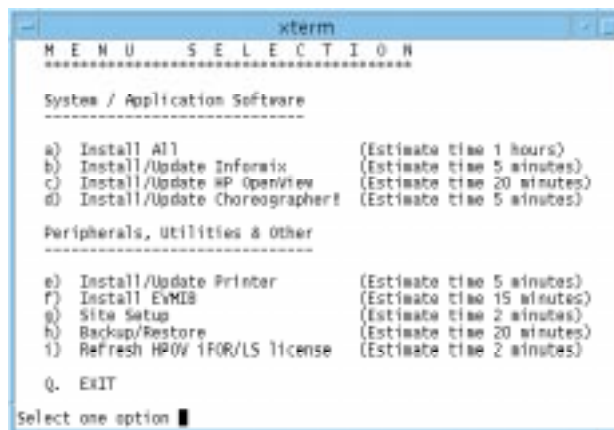 xterm
M E N U   S E L E C T I O N
*****************************************
System / Application Software
-----------------------------
a) Install All (Estimate time 1 hours)
b) Install/Update Informix (Estimate time 5 minutes)
c) Install/Update HP OpenView (Estimate time 20 minutes)
d) Install/Update Choreographer! (Estimate time 5 minutes)
Peripherals, Utilities & Other
------------------------------
e) Install/Update Printer (Estimate time 5 minutes)
f) Install EVMIB (Estimate time 15 minutes)
g) Site Setup (Estimate time 2 minutes)
h) Backup/Restore (Estimate time 20 minutes)
i) Refresh HPOV iFOR/LS license (Estimate time 2 minutes)
Q. EXIT
Select one option